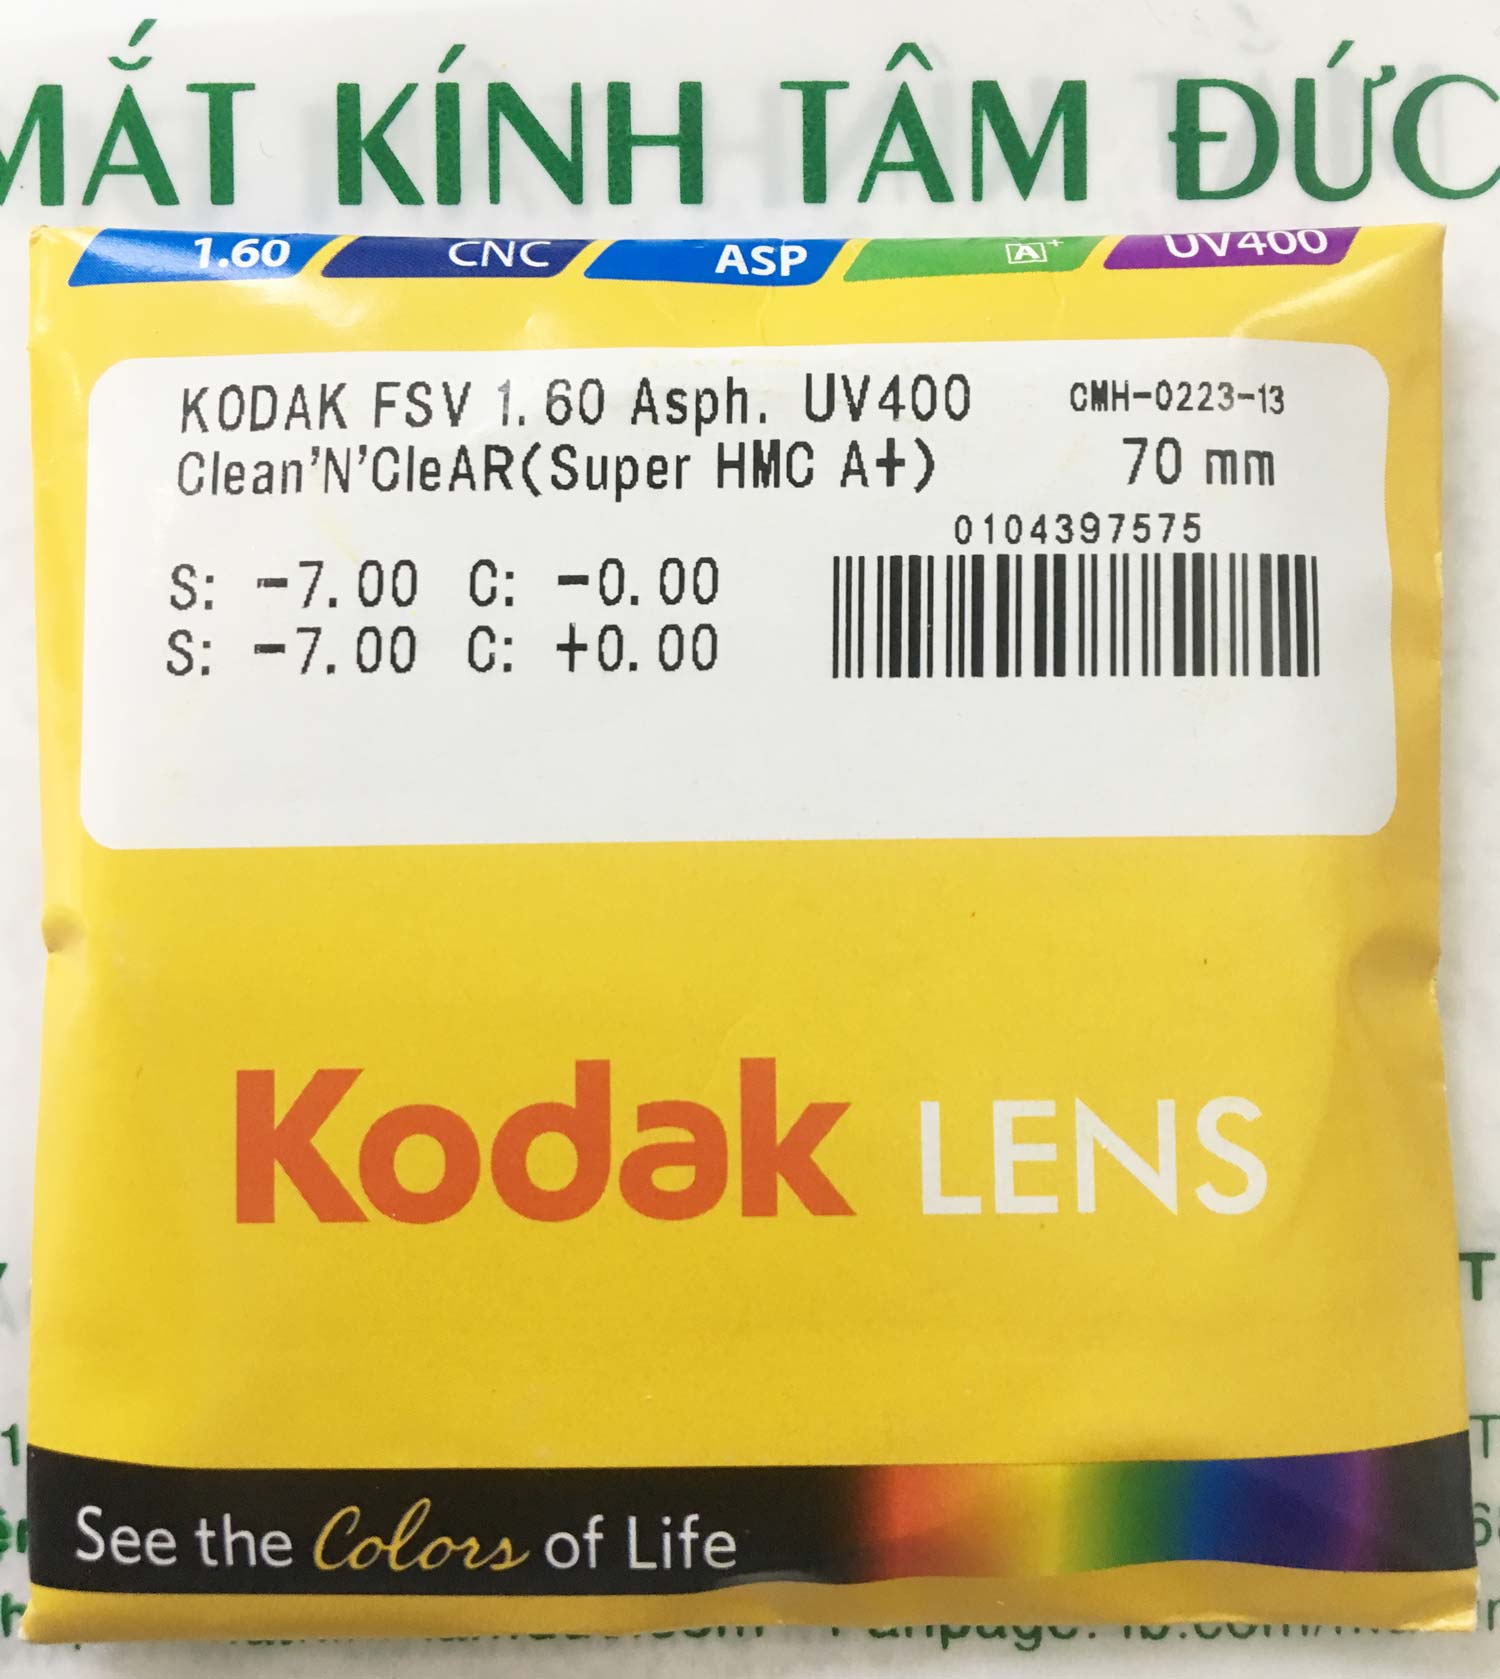 MẮT KÍNH TÂM ĐỨC
1.60 CNC ASP A+ UV400
KODAK FSV 1.60 Asph. UV400 CMH-0223-13
Clean'N'CleAR(Super HMC A+) 70 mm
0104397575
S: -7.00 C: -0.00
S: -7.00 C: +0.00
Kodak LENS
See the Colors of Life